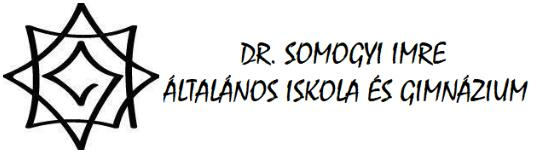 DR. SOMOGYI IMRE
ÁLTALÁNOS ISKOLA ÉS GIMNÁZIUM